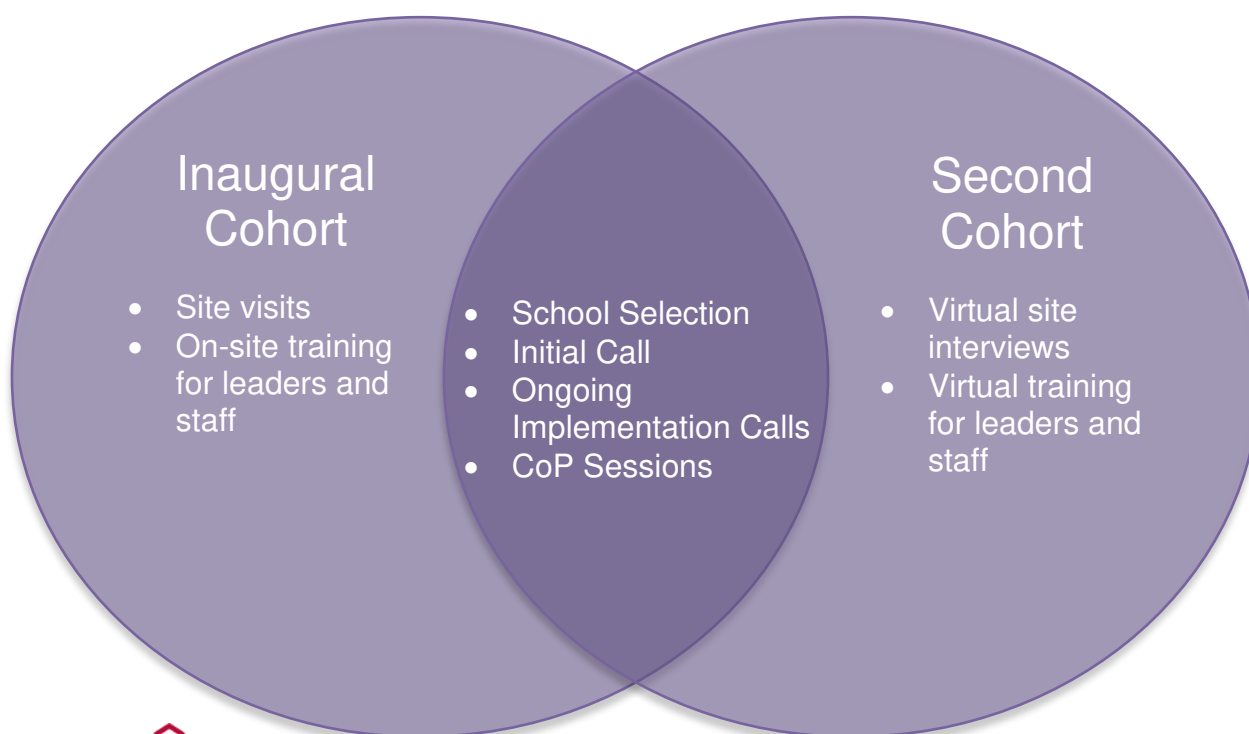 Inaugural
Cohort
• Site visits
• On-site training
for leaders and
staff
• School Selection
• Initial Call
• Ongoing
Implementation Calls
• CoP Sessions
Second
Cohort
• Virtual site
interviews
• Virtual training
for leaders and
staff